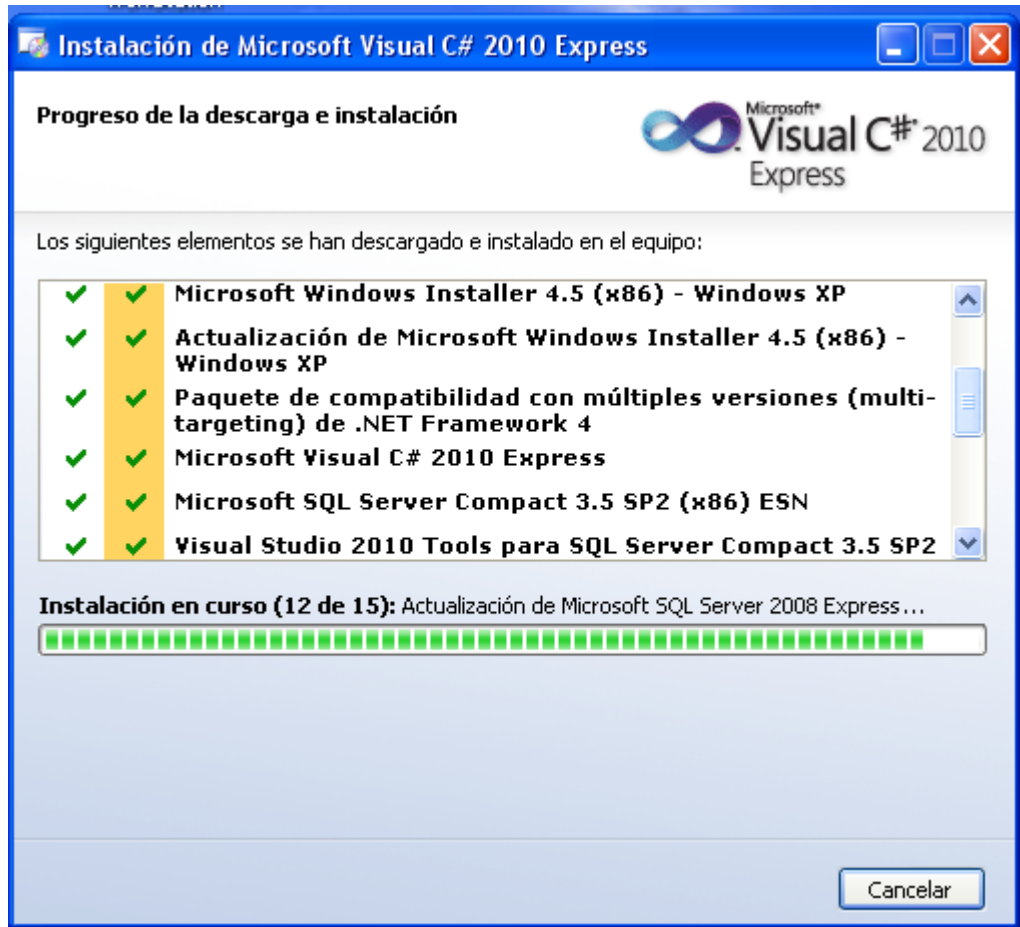 Instalación de Microsoft Visual C# 2010 Express
Progreso de la descarga e instalación
Microsoft®
Visual C#® 2010
Express
Los siguientes elementos se han descargado e instalado en el equipo:
Microsoft Windows Installer 4.5 (x86) - Windows XP
Actualización de Microsoft Windows Installer 4.5 (x86) -
Windows XP
Paquete de compatibilidad con múltiples versiones (multi-
targeting) de .NET Framework 4
Microsoft Visual C# 2010 Express
Microsoft SQL Server Compact 3.5 SP2 (x86) ESN
Visual Studio 2010 Tools para SQL Server Compact 3.5 SP2
Instalación en curso (12 de 15): Actualización de Microsoft SQL Server 2008 Express...
Cancelar